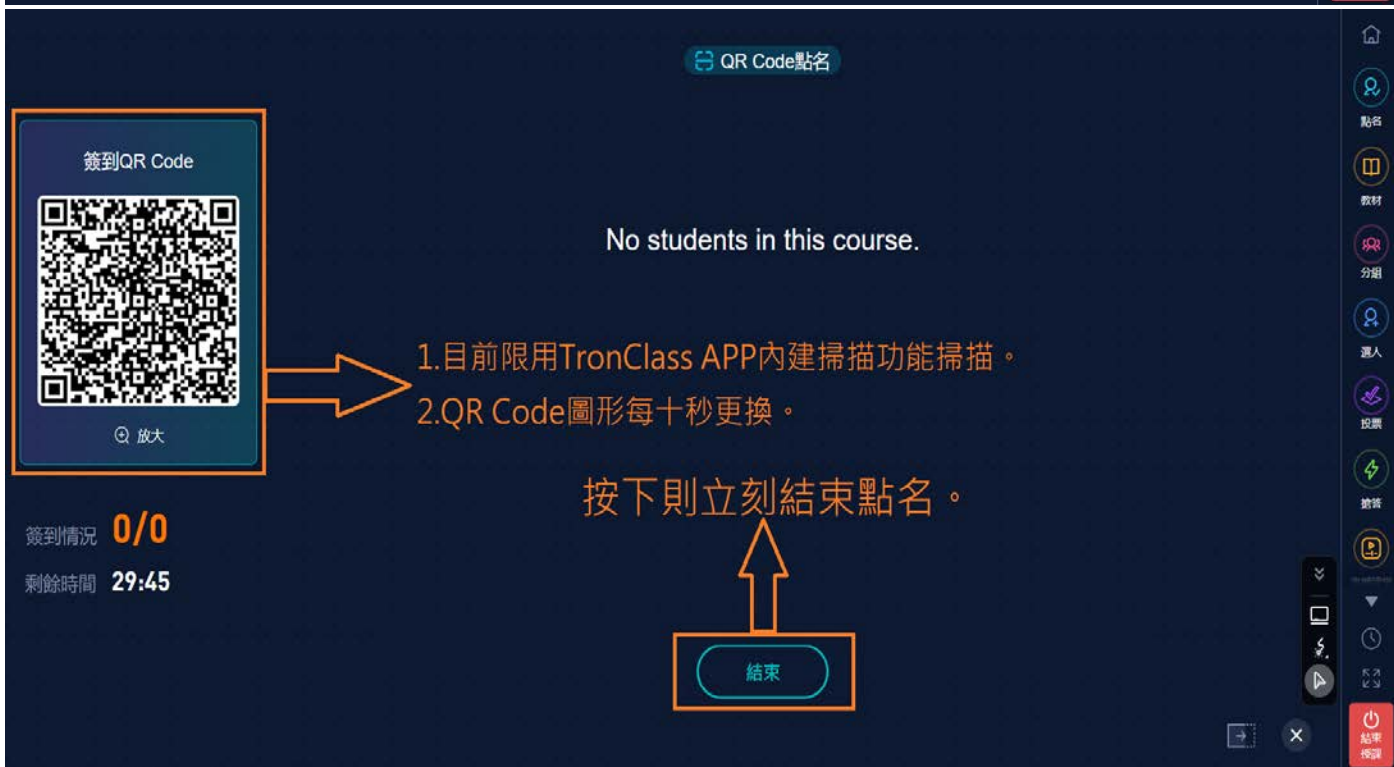 QR Code點名
簽到QR Code
放大
No students in this course.
1.目前限用TronClass APP內建掃描功能掃描。
2.QR Code圖形每十秒更換。
按下則立刻結束點名。
簽到情況 0/0
剩餘時間 29:45
結束
點名
教材
分組
選人
投票
搶答
結束
授課